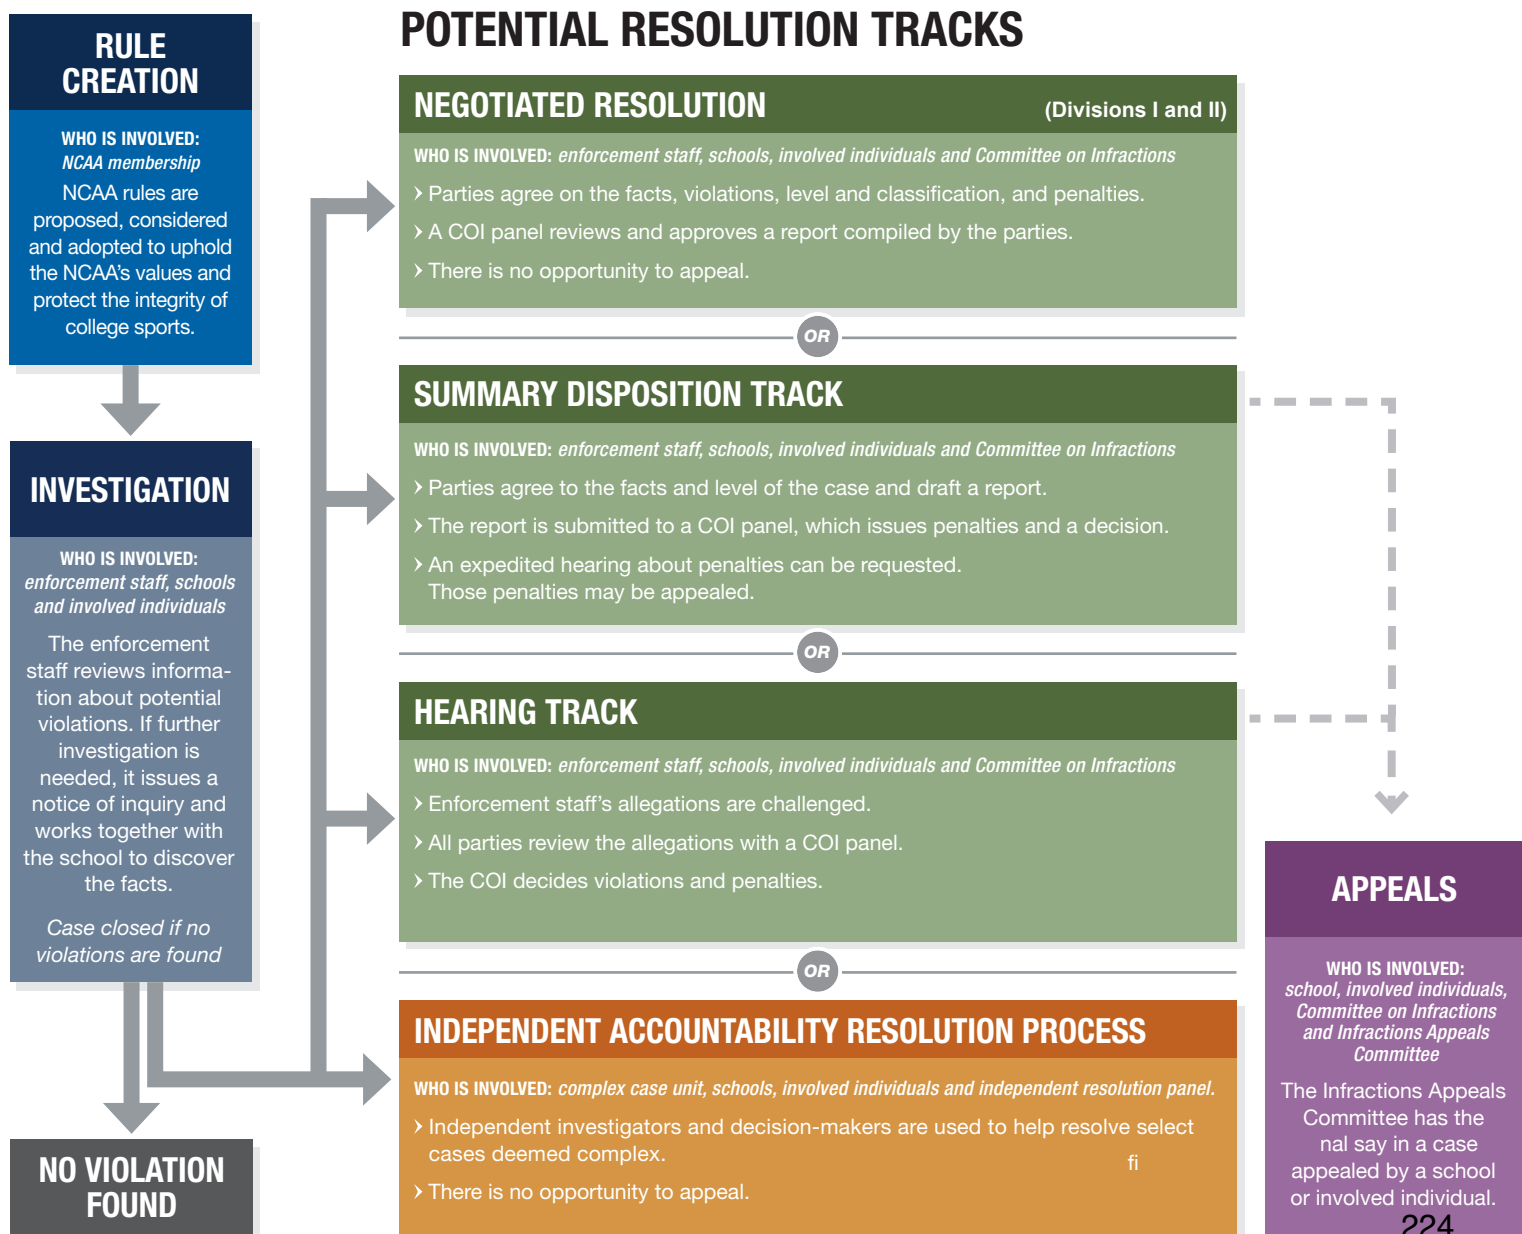 RULE
CREATION
WHO IS INVOLVED:
NCAA membership
NCAA rules are
proposed, considered
and adopted to uphold
the NCAA's values and
protect the integrity of
college sports.
INVESTIGATION
WHO IS INVOLVED:
enforcement staff, schools
and involved individuals
The enforcement
staff reviews informa-
tion about potential
violations. If further
investigation is
needed, it issues a
notice of inquiry and
works together with
the school to discover
the facts.
Case closed if no
violations are found
NO VIOLATION
FOUND
POTENTIAL RESOLUTION TRACKS
NEGOTIATED RESOLUTION (Divisions I and II)
WHO IS INVOLVED: enforcement staff, schools, involved individuals and Committee on Infractions
› Parties agree on the facts, violations, level and classification, and penalties.
› A COI panel reviews and approves a report compiled by the parties.
› There is no opportunity to appeal.
OR
SUMMARY DISPOSITION TRACK
WHO IS INVOLVED: enforcement staff, schools, involved individuals and Committee on Infractions
› Parties agree to the facts and level of the case and draft a report.
› The report is submitted to a COI panel, which issues penalties and a decision.
› An expedited hearing about penalties can be requested.
Those penalties may be appealed.
OR
HEARING TRACK
WHO IS INVOLVED: enforcement staff, schools, involved individuals and Committee on Infractions
› Enforcement staff's allegations are challenged.
› All parties review the allegations with a COI panel.
› The COI decides violations and penalties.
OR
INDEPENDENT ACCOUNTABILITY RESOLUTION PROCESS
WHO IS INVOLVED: complex case unit, schools, involved individuals and independent resolution panel.
› Independent investigators and decision-makers are used to help resolve select
cases deemed complex.
fi
› There is no opportunity to appeal.
APPEALS
WHO IS INVOLVED:
school, involved individuals,
Committee on Infractions
and Infractions Appeals
Committee
The Infractions Appeals
Committee has the
nal say in a case
appealed by a school
or involved individual.
224